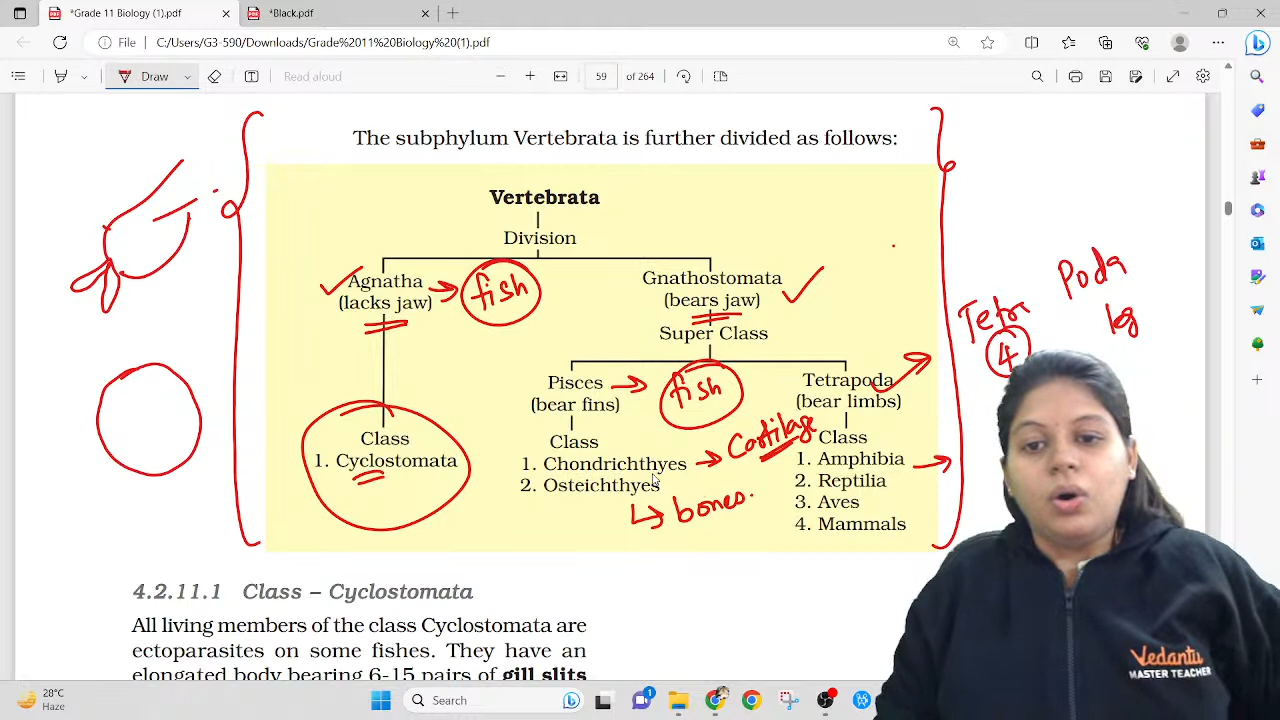 *Grade 11 Biology (1).pdf
*Black.pdf
File
C:/Users/G3-590/Downloads/Grade%2011%20Biology%20(1).pdf
Draw
Read aloud
59 of 264
The subphylum Vertebrata is further divided as follows:
Vertebrata
Division
Agnatha
(lacks jaw)
fish
Gnathostomata
(bears jaw)
Super Class
Pisces
(bear fins)
fish
Tetrapoda
(bear limbs)
Tetra
4
Poda
leg
Class
1. Cyclostomata
Class
1. Chondrichthyes
2. Osteichthyes
Cartilage
bones.
Class
1. Amphibia
2. Reptilia
3. Aves
4. Mammals
4.2.11.1 Class – Cyclostomata
All living members of the class Cyclostomata are
ectoparasites on some fishes. They have an
elongated body bearing 6-15 pairs of gill slits
Vedantu
MASTER TEACHER
28°C
Haze
Search
1